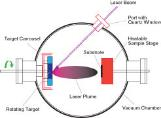 Laser Beam
Port with
Quartz Window
Target Carousel
Substrate
Heatable
Sample Stage
Rotating Target
Laser Plume
Vacuum Chamber